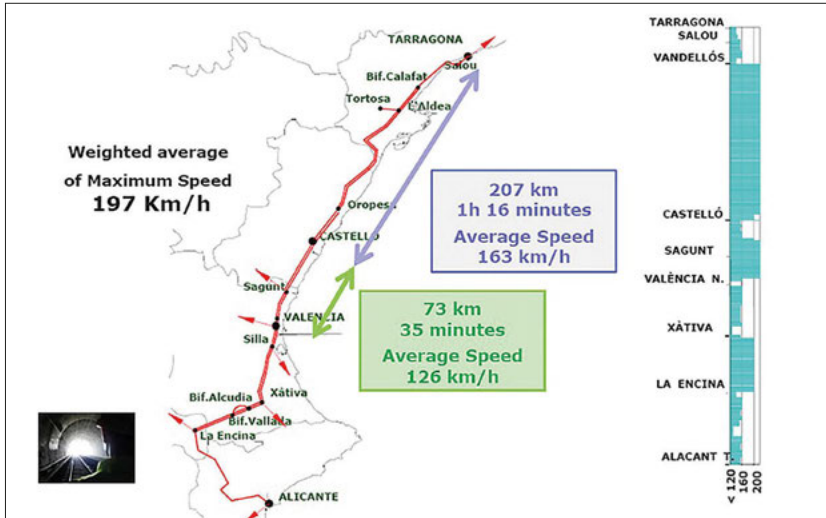 TARRAGONA
Salou
Bif.Calafat
Tortosa
L'Aldea
Weighted average
of Maximum Speed
197 Km/h
Oropesa
CASTELLÓ
Sagunt
VALENCIA
Silla
Xátiva
Bif.Alcudia
Bif.Vallada
La Encina
ALICANTE
207 km
1h 16 minutes
Average Speed
163 km/h
73 km
35 minutes
Average Speed
126 km/h
TARRAGONA
SALOU
VANDELLÓS
CASTELLÓ
SAGUNT
VALÈNCIA N.
XÀTIVA
LA ENCINA
ALACANT T.
< 120
160
200